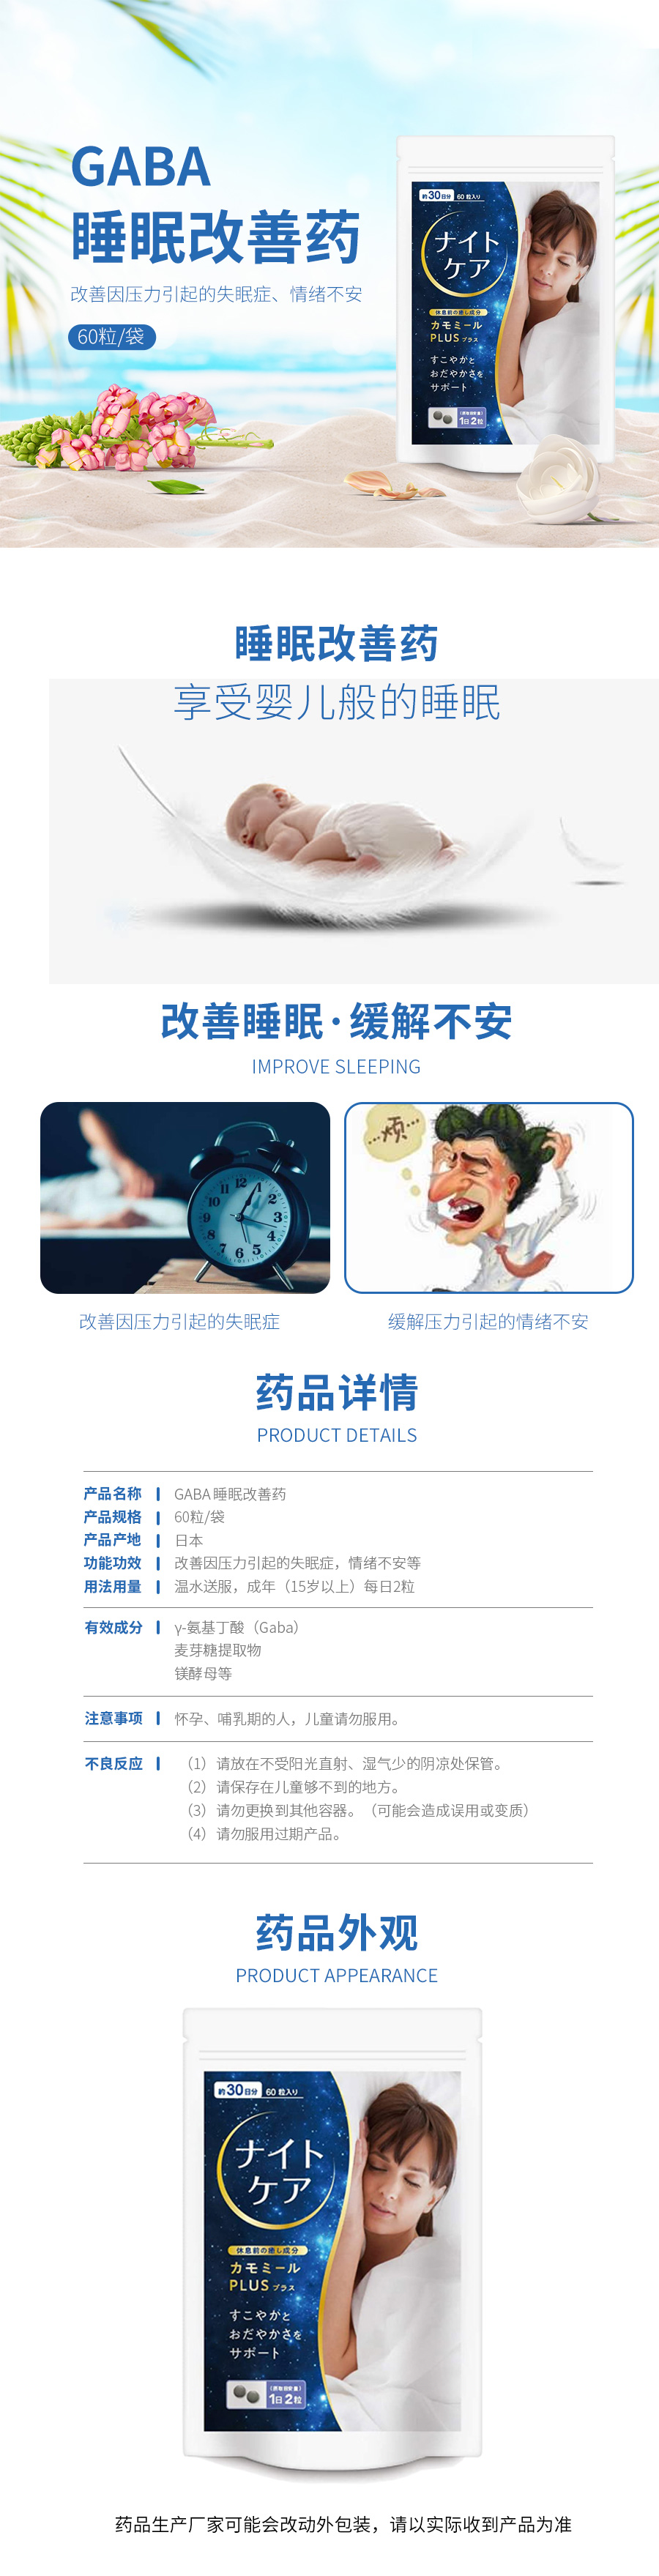 GABA
睡眠改善药
改善因压力引起的失眠症、情绪不安
60粒/袋
約30日分 60粒入り
ナイト
ケア
休息前の癒し成分
カモミール
PLUS プラス
すこやかと
おだやかさを
サポート
1日2粒
睡眠改善药
享受婴儿般的睡眠
改善睡眠·缓解不安
IMPROVE SLEEPING
…烦…
改善因压力引起的失眠症
缓解压力引起的情绪不安
药品详情
PRODUCT DETAILS
产品名称 GABA 睡眠改善药
产品规格 60粒/袋
产品产地 日本
功能功效 改善因压力引起的失眠症，情绪不安等
用法用量 温水送服，成年（15岁以上）每日2粒
有效成分 γ-氨基丁酸（Gaba）
麦芽糖提取物
镁酵母等
注意事项 怀孕、哺乳期的人，儿童请勿服用。
不良反应 （1）请放在不受阳光直射、湿气少的阴凉处保管。
（2）请保存在儿童够不到的地方。
（3）请勿更换到其他容器。（可能会造成误用或变质）
（4）请勿服用过期产品。
药品外观
PRODUCT APPEARANCE
約30日分 60粒入り
ナイト
ケア
休息前の癒し成分
カモミール
PLUS プラス
すこやかと
おだやかさを
サポート
1日2粒
药品生产厂家可能会改动外包装，请以实际收到产品为准